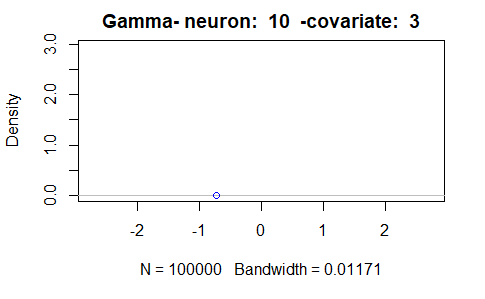 Gamma- neuron:  10  -covariate:  3
Density
3.0
2.0
1.0
0.0
-2 -1 0 1 2
N = 100000   Bandwidth = 0.01171